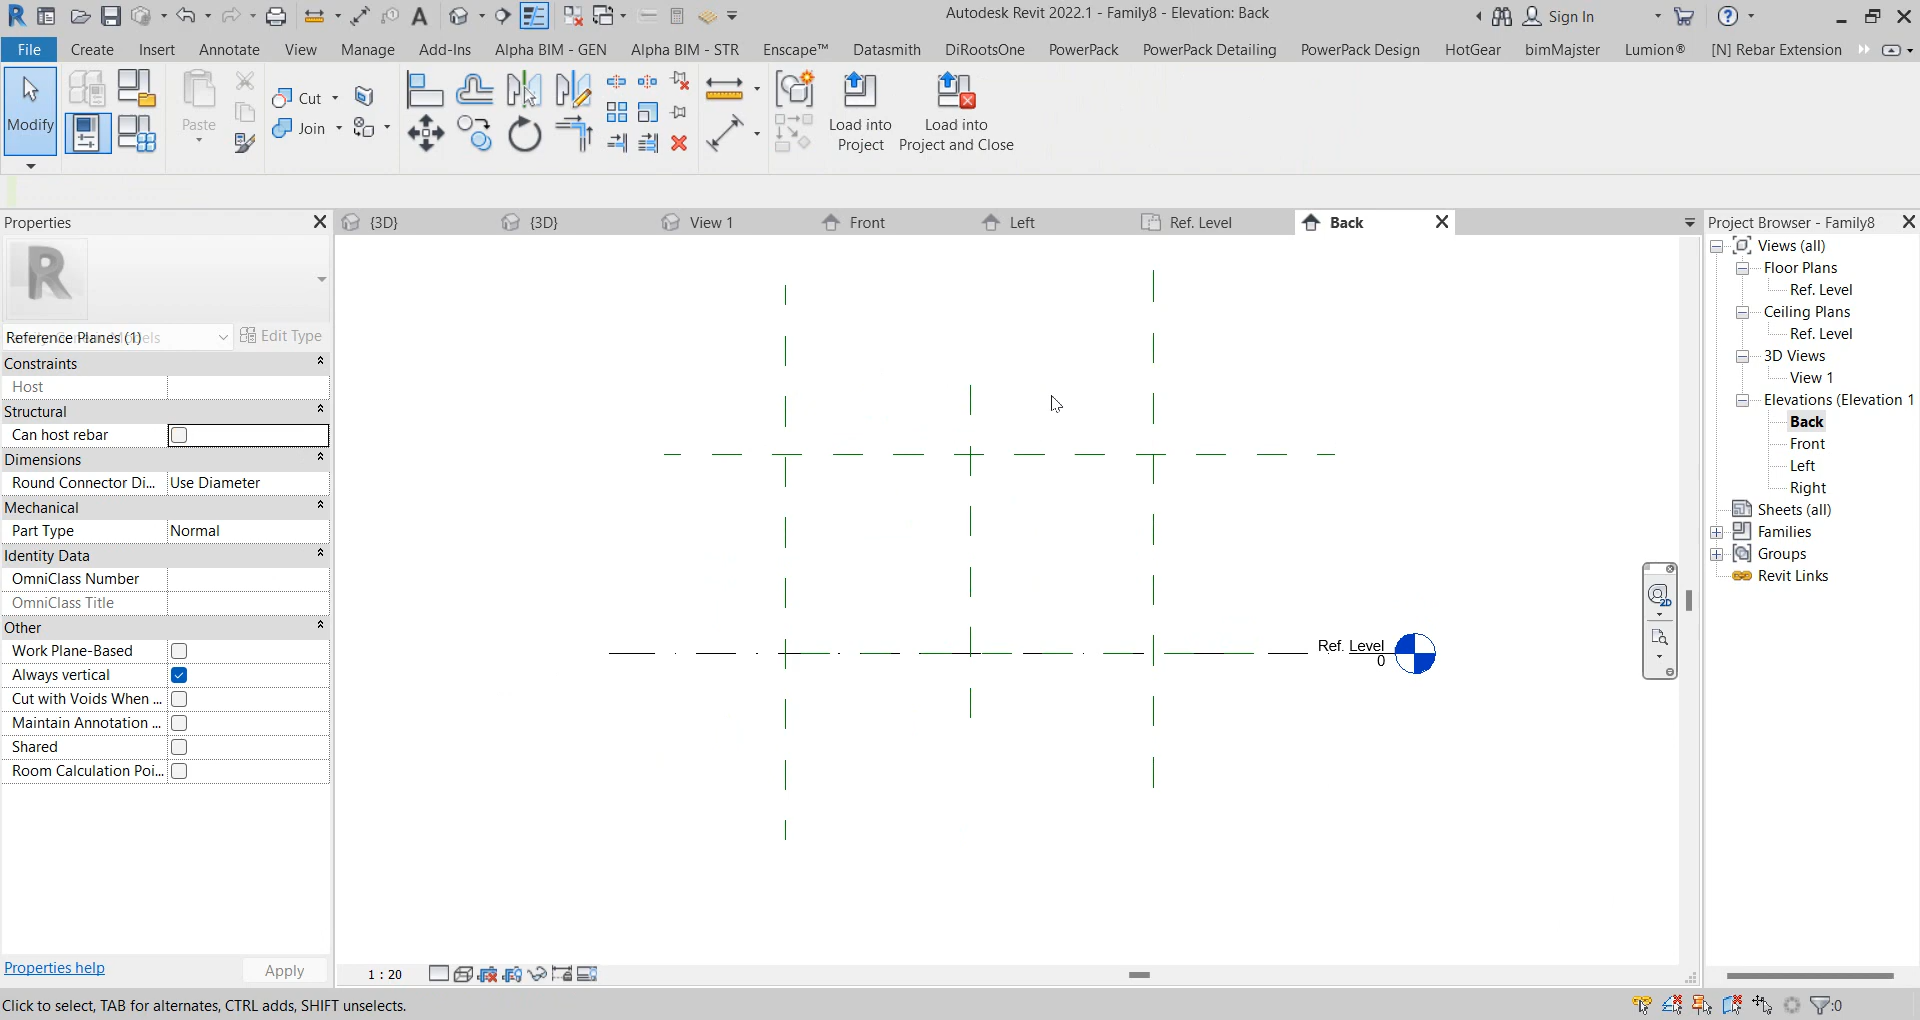 Autodesk Revit 2022.1 - Family8 - Elevation: Back
Sign In
File Create Insert Annotate View Manage Add-Ins Alpha BIM - GEN Alpha BIM - STR Enscape™ Datasmith DiRootsOne PowerPack PowerPack Detailing PowerPack Design HotGear bimMajster Lumion® [N] Rebar Extension
Modify
Paste
Cut
Join
Load into
Project
Load into
Project and Close
Properties
{3D} {3D} View 1 Front Left Ref. Level Back
Project Browser - Family8
R
Reference Planes (1)
Edit Type
Constraints
Host
Structural
Can host rebar
Dimensions
Round Connector Di... Use Diameter
Mechanical
Part Type Normal
Identity Data
OmniClass Number
OmniClass Title
Other
Work Plane-Based
Always vertical
Cut with Voids When ...
Maintain Annotation ...
Shared
Room Calculation Poi...
Properties help
Apply
Ref. Level
0
2D
Views (all)
Floor Plans
Ref. Level
Ceiling Plans
Ref. Level
3D Views
View 1
Elevations (Elevation 1
Back
Front
Left
Right
Sheets (all)
Families
Groups
Revit Links
1 : 20
Click to select, TAB for alternates, CTRL adds, SHIFT unselects.
:0